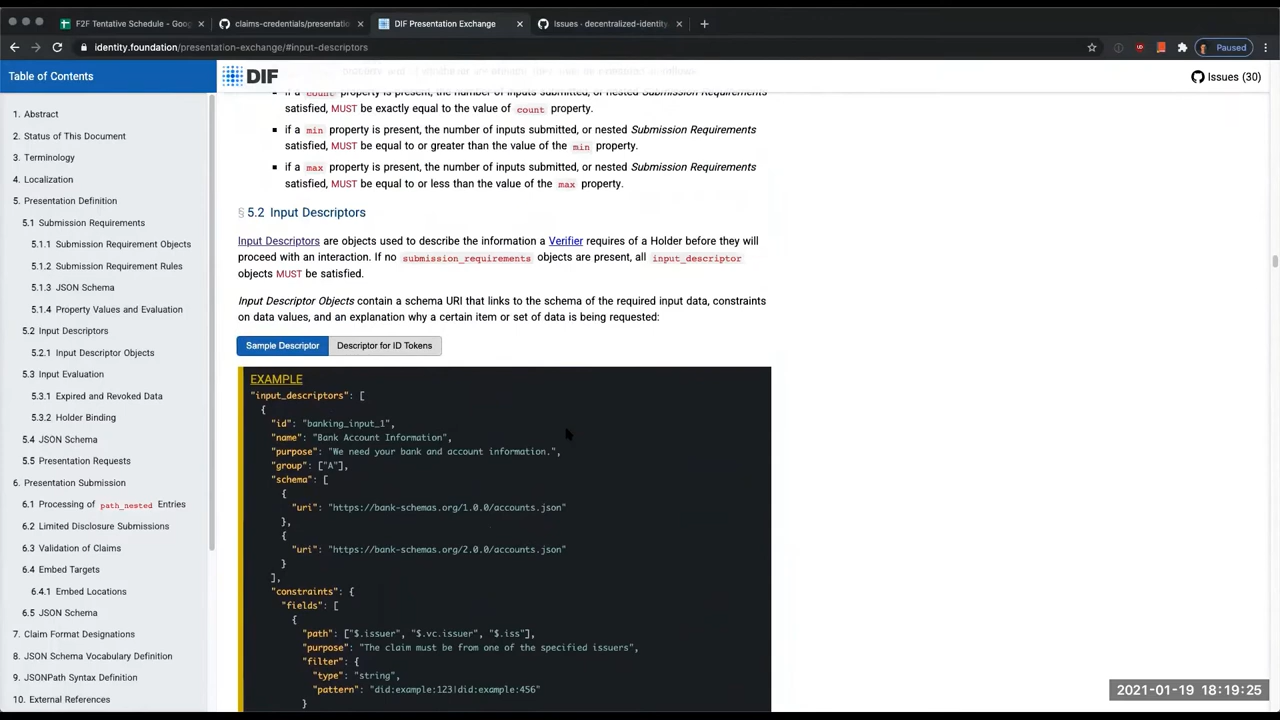 F2F Tentative Schedule - Goog
claims-credentials/presentatio
DIF Presentation Exchange
Issues - decentralized-identity
identity.foundation/presentation-exchange/#input-descriptors
Paused
Table of Contents
DIF
Issues (30)
1. Abstract
2. Status of This Document
3. Terminology
4. Localization
5. Presentation Definition
5.1 Submission Requirements
5.1.1 Submission Requirement Objects
5.1.2 Submission Requirement Rules
5.1.3 JSON Schema
5.1.4 Property Values and Evaluation
5.2 Input Descriptors
5.2.1 Input Descriptor Objects
5.3 Input Evaluation
5.3.1 Expired and Revoked Data
5.3.2 Holder Binding
5.4 JSON Schema
5.5 Presentation Requests
6. Presentation Submission
6.1 Processing of path_nested Entries
6.2 Limited Disclosure Submissions
6.3 Validation of Claims
6.4 Embed Targets
6.4.1 Embed Locations
6.5 JSON Schema
7. Claim Format Designations
8. JSON Schema Vocabulary Definition
9. JSONPath Syntax Definition
10. External References
if a count property is present, the number of inputs submitted, or nested Submission Requirements
satisfied, MUST be exactly equal to the value of count property.
if a min property is present, the number of inputs submitted, or nested Submission Requirements
satisfied, MUST be equal to or greater than the value of the min property.
if a max property is present, the number of inputs submitted, or nested Submission Requirements
satisfied, MUST be equal to or less than the value of the max property.
§ 5.2 Input Descriptors
Input Descriptors are objects used to describe the information a Verifier requires of a Holder before they will
proceed with an interaction. If no submission_requirements objects are present, all input_descriptor
objects MUST be satisfied.
Input Descriptor Objects contain a schema URI that links to the schema of the required input data, constraints
on data values, and an explanation why a certain item or set of data is being requested:
Sample Descriptor
Descriptor for ID Tokens
EXAMPLE
"input_descriptors": [
{
"id": "banking_input_1",
"name": "Bank Account Information",
"purpose": "We need your bank and account information.",
"group": ["A"],
"schema": [
{
"uri": "https://bank-schemas.org/1.0.0/accounts.json"
},
{
"uri": "https://bank-schemas.org/2.0.0/accounts.json"
}
],
"constraints": {
"fields": [
{
"path": ["$.issuer", "$.vc.issuer", "$.iss"],
"purpose": "The claim must be from one of the specified issuers",
"filter": {
"type": "string",
"pattern": "did:example:123|did:example:456"
}
2021-01-19 18:19:25